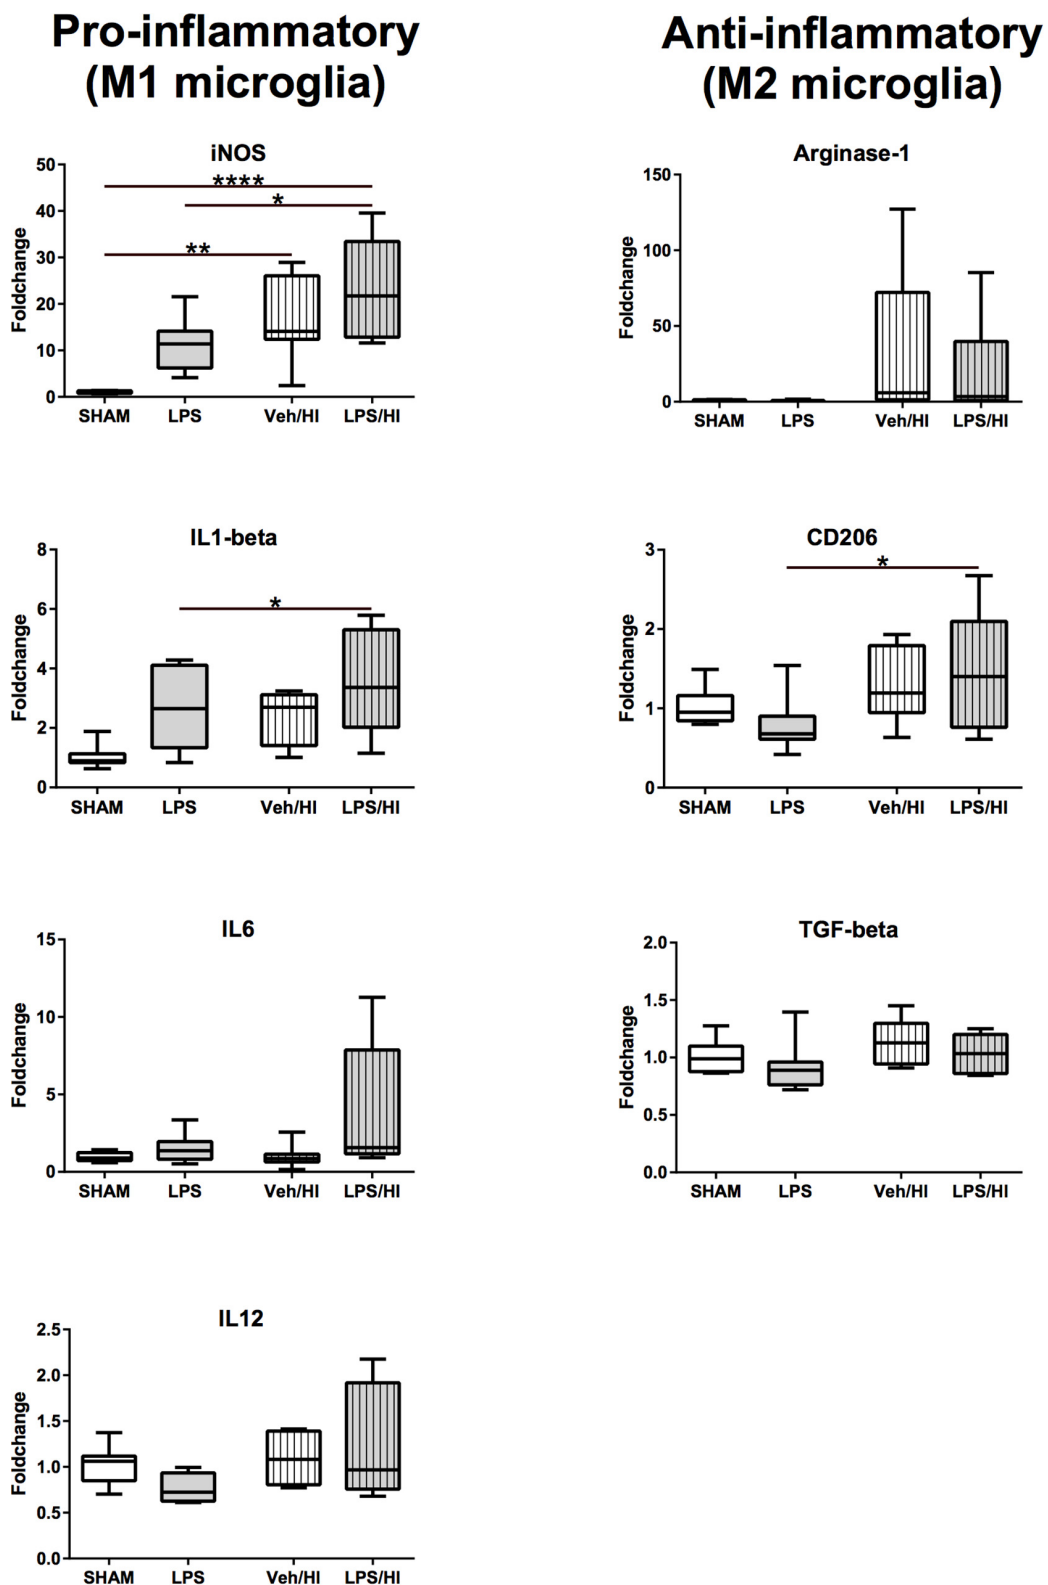 Pro-inflammatory
(M1 microglia)
Anti-inflammatory
(M2 microglia)
iNOS
Foldchange
50
40
30
20
10
0
****
*
**
SHAM LPS Veh/HI LPS/HI
Arginase-1
Foldchange
150
100
50
0
SHAM LPS Veh/HI LPS/HI
IL1-beta
Foldchange
8
6
4
2
0
*
SHAM LPS Veh/HI LPS/HI
CD206
Foldchange
3
2
1
0
*
SHAM LPS Veh/HI LPS/HI
IL6
Foldchange
15
10
5
0
SHAM LPS Veh/HI LPS/HI
TGF-beta
Foldchange
2.0
1.5
1.0
0.5
0.0
SHAM LPS Veh/HI LPS/HI
IL12
Foldchange
2.5
2.0
1.5
1.0
0.5
0.0
SHAM LPS Veh/HI LPS/HI